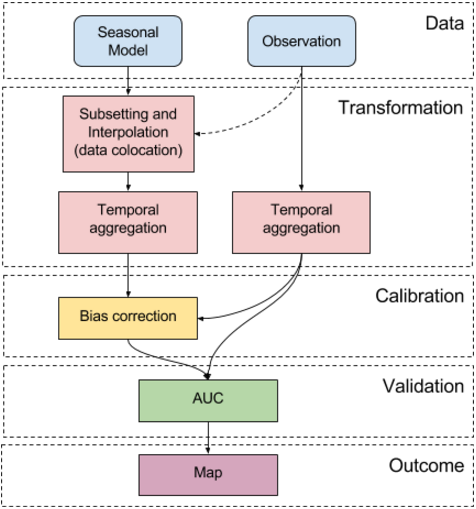 Data
Seasonal
Model
Observation
Transformation
Subsetting and
Interpolation
(data colocation)
Temporal
aggregation
Temporal
aggregation
Calibration
Bias correction
Validation
AUC
Outcome
Map